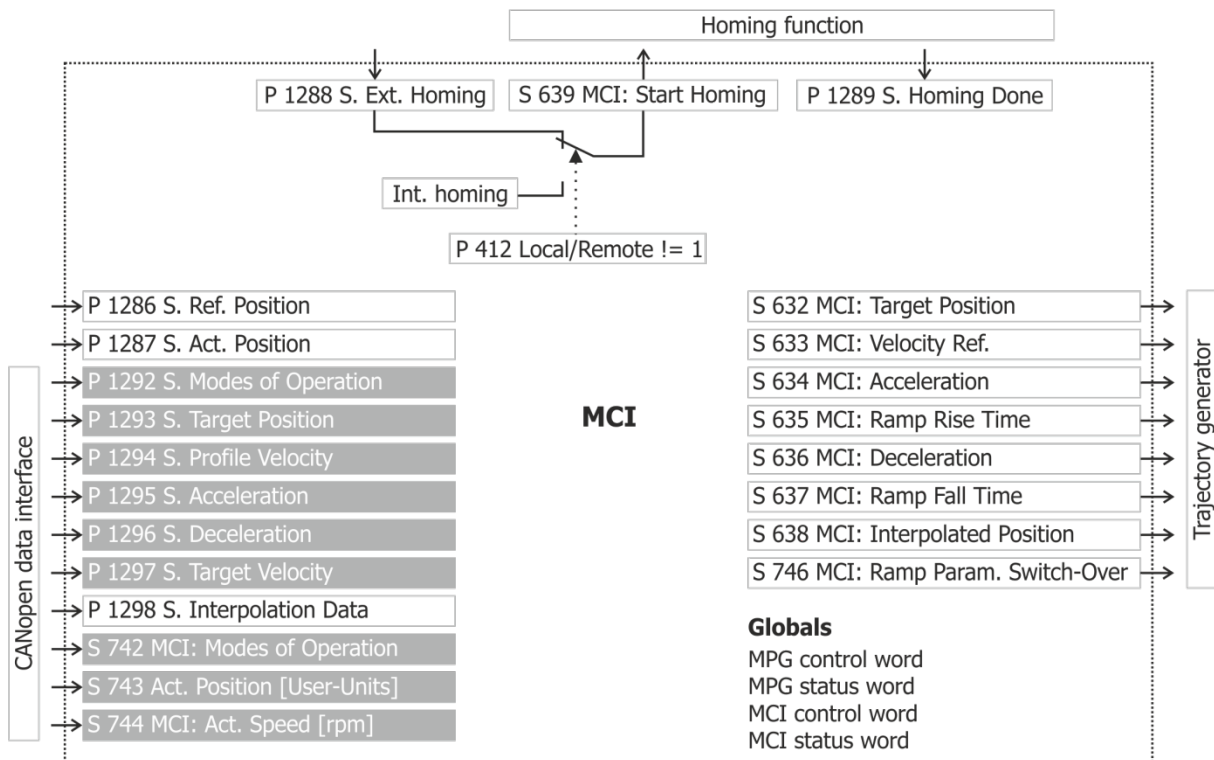 Homing function
P 1288 S. Ext. Homing
S 639 MCI: Start Homing
P 1289 S. Homing Done
Int. homing
P 412 Local/Remote != 1
CANopen data interface
P 1286 S. Ref. Position
P 1287 S. Act. Position
P 1292 S. Modes of Operation
P 1293 S. Target Position
P 1294 S. Profile Velocity
P 1295 S. Acceleration
P 1296 S. Deceleration
P 1297 S. Target Velocity
P 1298 S. Interpolation Data
S 742 MCI: Modes of Operation
S 743 Act. Position [User-Units]
S 744 MCI: Act. Speed [rpm]
MCI
S 632 MCI: Target Position
S 633 MCI: Velocity Ref.
S 634 MCI: Acceleration
S 635 MCI: Ramp Rise Time
S 636 MCI: Deceleration
S 637 MCI: Ramp Fall Time
S 638 MCI: Interpolated Position
S 746 MCI: Ramp Param. Switch-Over
Trajectory generator
Globals
MPG control word
MPG status word
MCI control word
MCI status word